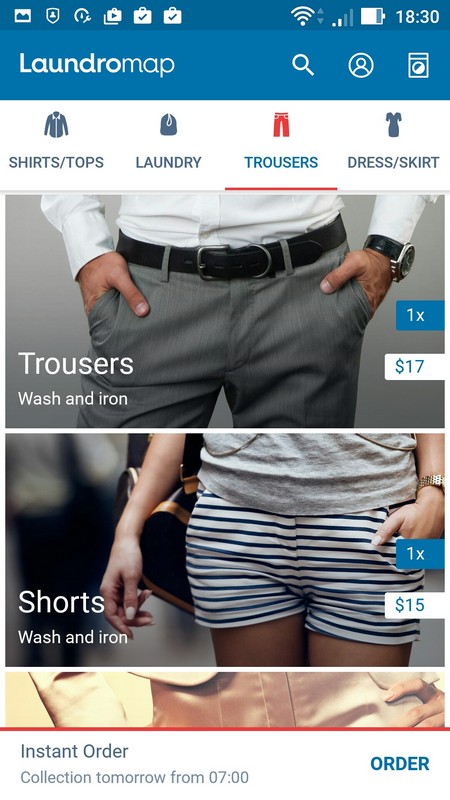 18:30
Laundromap
SHIRTS/TOPS LAUNDRY TROUSERS DRESS/SKIRT
1x
Trousers
$17
Wash and iron
1x
Shorts
$15
Wash and iron
Instant Order
ORDER
Collection tomorrow from 07:00